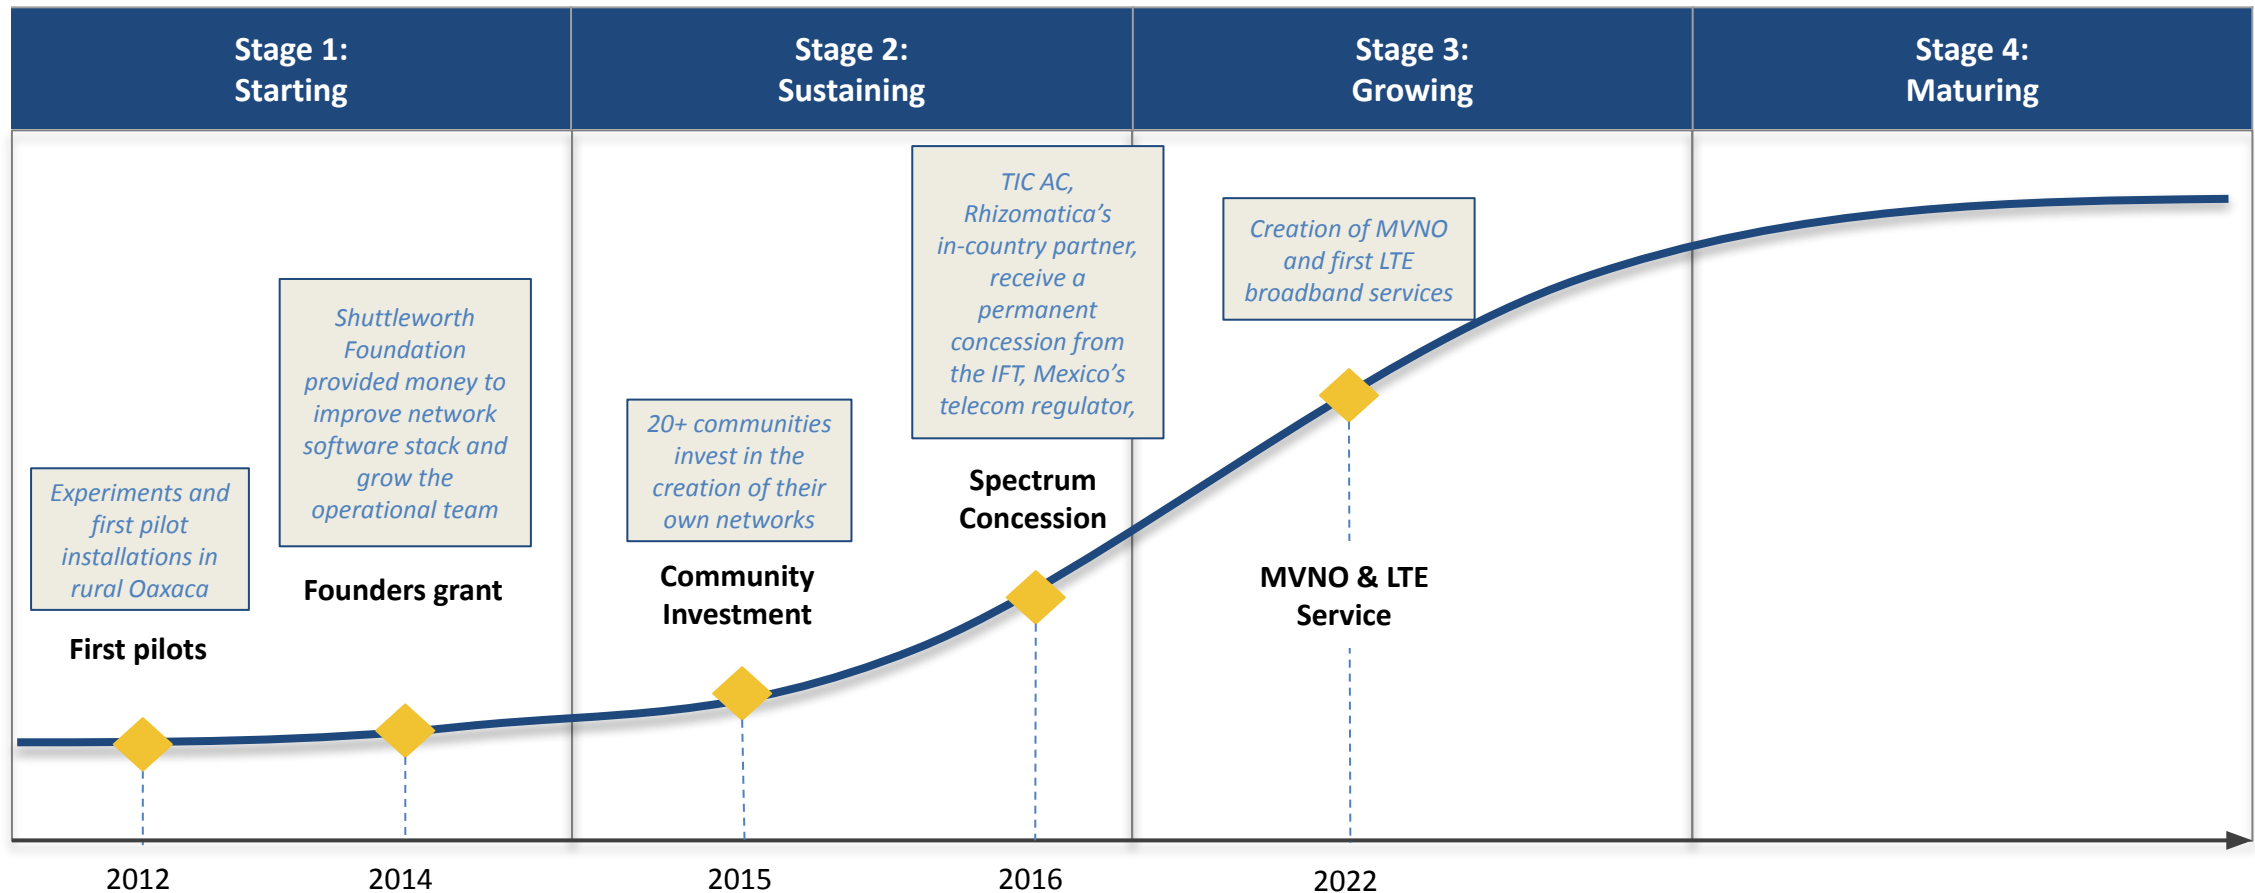 Stage 1:
Starting
Stage 2:
Sustaining
Stage 3:
Growing
Stage 4:
Maturing
Experiments and
first pilot
installations in
rural Oaxaca
First pilots
Shuttleworth
Foundation
provided money to
improve network
software stack and
grow the
operational team
Founders grant
20+ communities
invest in the
creation of their
own networks
Community
Investment
TIC AC,
Rhizomatica’s
in-country partner,
receive a
permanent
concession from
the IFT, Mexico’s
telecom regulator,
Spectrum
Concession
Creation of MVNO
and first LTE
broadband services
MVNO & LTE
Service
2012
2014
2015
2016
2022